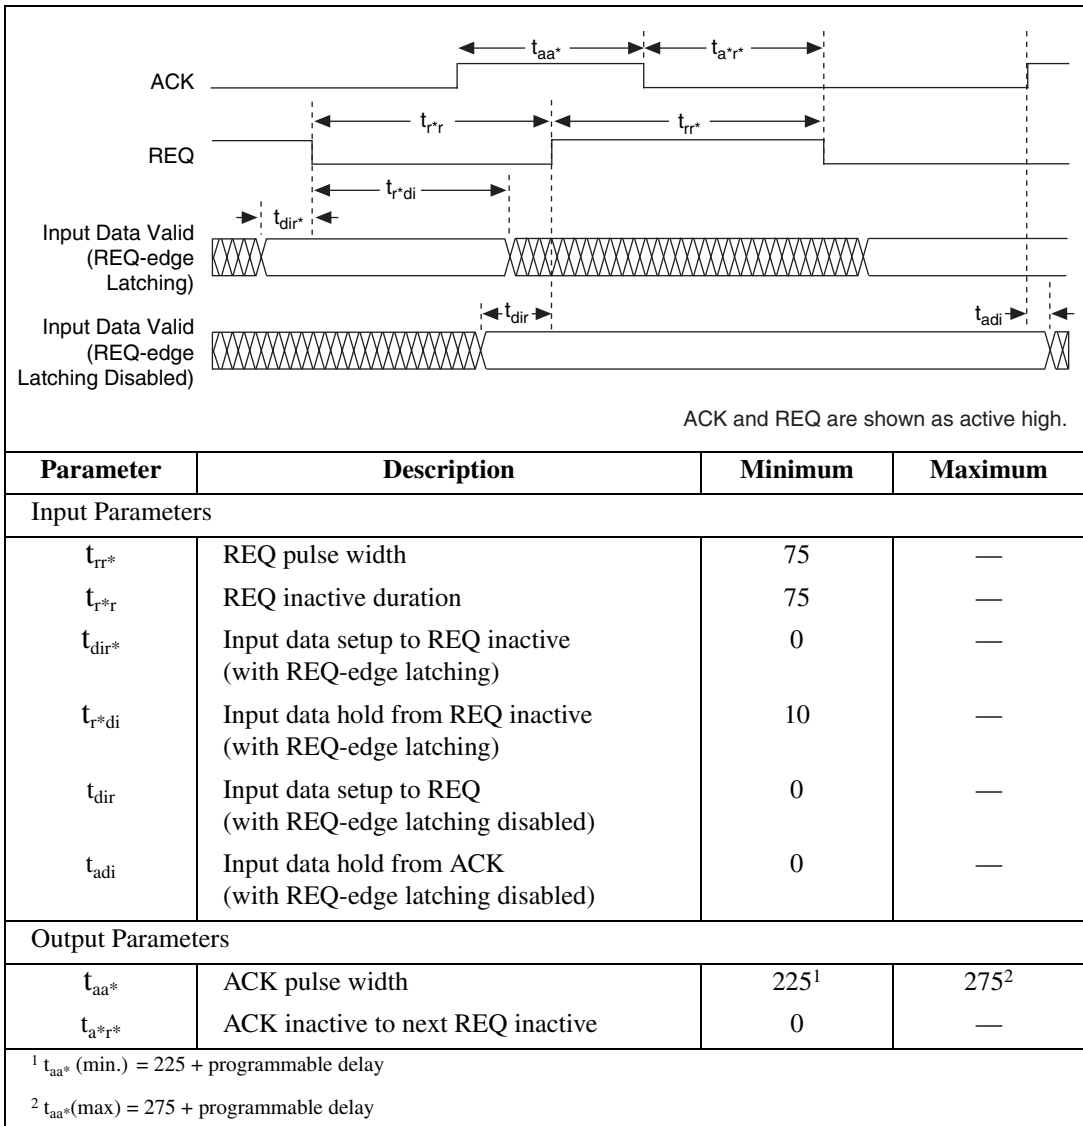 t_aa* t_a*r*
ACK
t_r*r t_rr*
REQ
t_r*di
t_dir*
Input Data Valid
(REQ-edge
Latching)
t_dir t_adi
Input Data Valid
(REQ-edge
Latching Disabled)
ACK and REQ are shown as active high.
Parameter Description Minimum Maximum
Input Parameters
t_rr* REQ pulse width 75 —
t_r*r REQ inactive duration 75 —
t_dir* Input data setup to REQ inactive 0 —
(with REQ-edge latching)
t_r*di Input data hold from REQ inactive 10 —
(with REQ-edge latching)
t_dir Input data setup to REQ 0 —
(with REQ-edge latching disabled)
t_adi Input data hold from ACK 0 —
(with REQ-edge latching disabled)
Output Parameters
t_aa* ACK pulse width 225¹ 275²
t_a*r* ACK inactive to next REQ inactive 0 —
¹ t_aa* (min.) = 225 + programmable delay
² t_aa*(max) = 275 + programmable delay